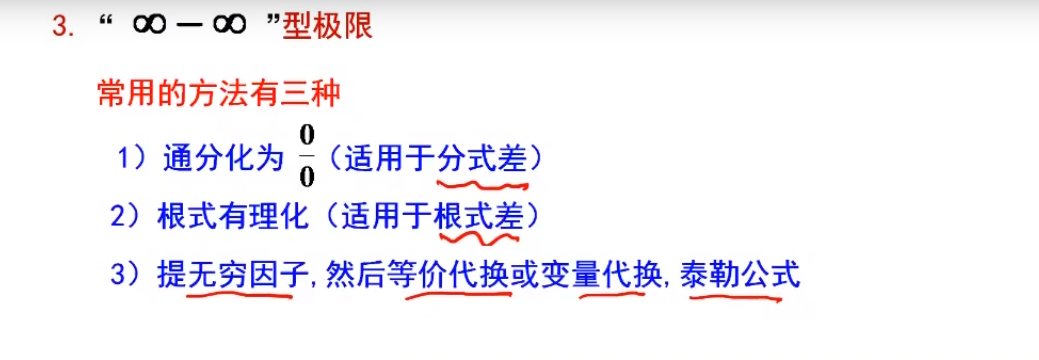 3. “ ∞ − ∞ ”型极限
常用的方法有三种
1）通分化为 0/0（适用于分式差）
2）根式有理化（适用于根式差）
3）提无穷因子,然后等价代换或变量代换,泰勒公式